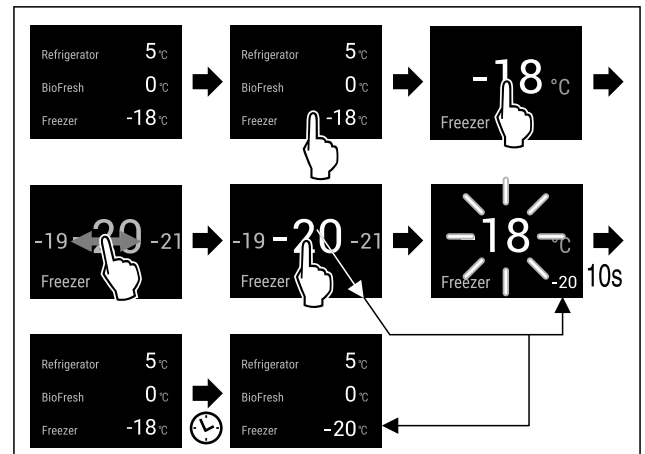 Refrigerator 5°C
BioFresh 0°C
Freezer -18°C
Refrigerator 5°C
BioFresh 0°C
Freezer -18°C
-18 °C
Freezer
-19 -20 -21
Freezer
-19 -20 -21
Freezer
-18 °C
Freezer -20
10s
Refrigerator 5°C
BioFresh 0°C
Freezer -18°C
Refrigerator 5°C
BioFresh 0°C
Freezer -20°C